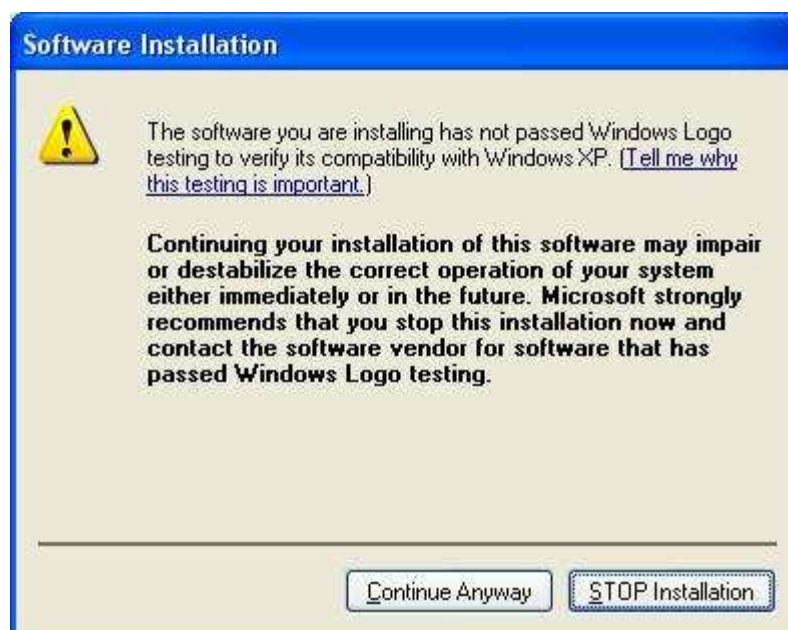 Software Installation
The software you are installing has not passed Windows Logo
testing to verify its compatibility with Windows XP. (Tell me why
this testing is important.)
Continuing your installation of this software may impair
or destabilize the correct operation of your system
either immediately or in the future. Microsoft strongly
recommends that you stop this installation now and
contact the software vendor for software that has
passed Windows Logo testing.
Continue Anyway
STOP Installation